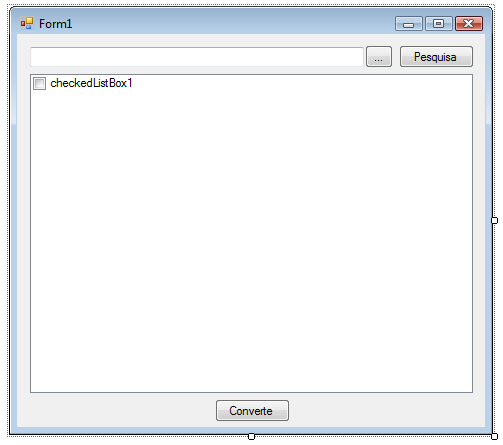 Form1
... Pesquisa
checkedListBox1
Converte